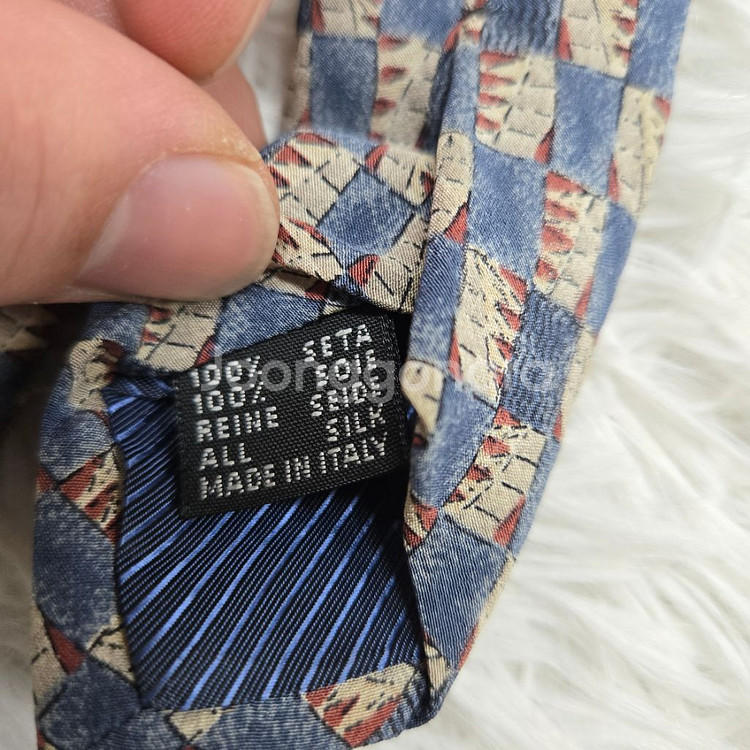 100% SETA
100% SOIE
REINE SEIDE
ALL SILK
MADE IN ITALY